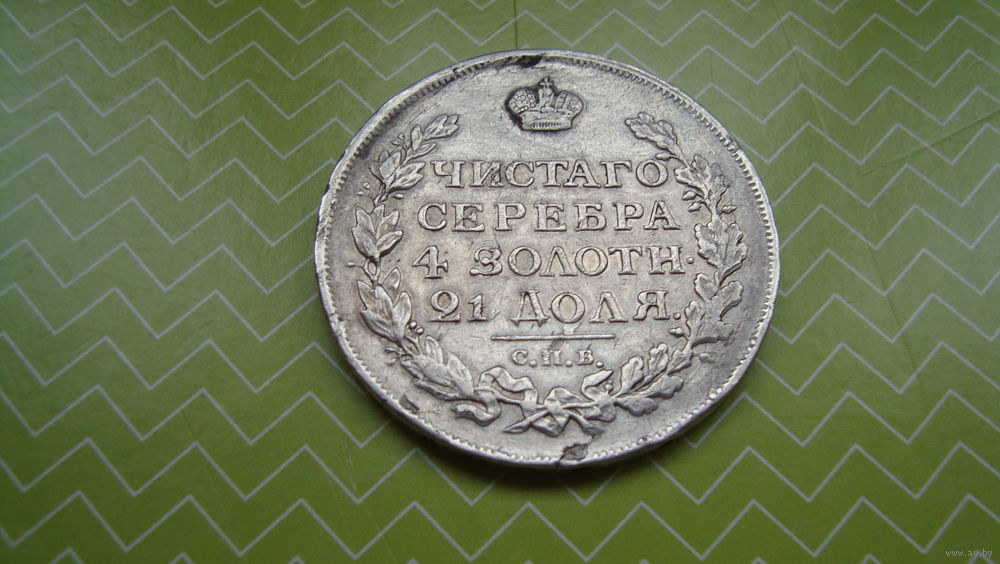 ЧИСТАГО
СЕРЕБРА
4 ЗОЛОТН.
21 ДОЛЯ.
С.П.Б.
www.ay.by